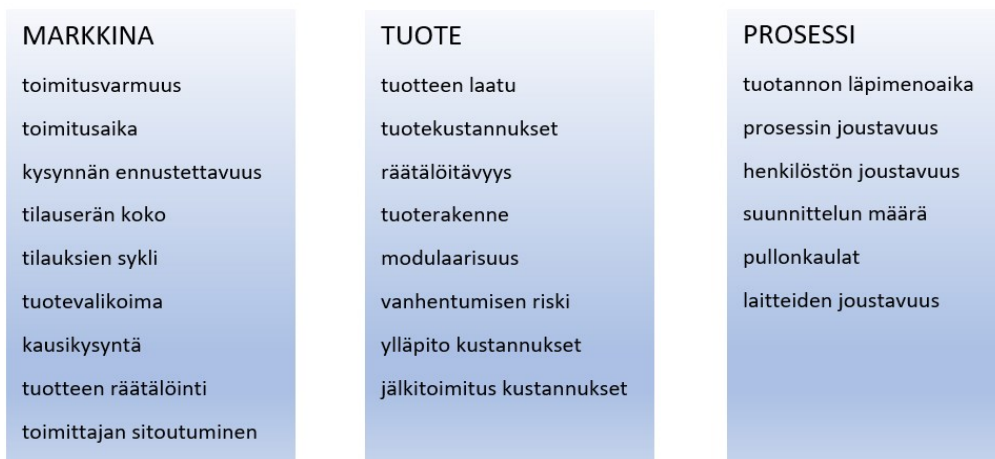 MARKKINA
toimitusvarmuus
toimitusaika
kysynnän ennustettavuus
tilauserän koko
tilauksien sykli
tuotevalikoima
kausikysyntä
tuotteen räätälöinti
toimittajan sitoutuminen
TUOTE
tuotteen laatu
tuotekustannukset
räätälöitävyys
tuoterakenne
modulaarisuus
vanhentumisen riski
ylläpito kustannukset
jälkitoimitus kustannukset
PROSESSI
tuotannon läpimenoaika
prosessin joustavuus
henkilöstön joustavuus
suunnittelun määrä
pullonkaulat
laitteiden joustavuus